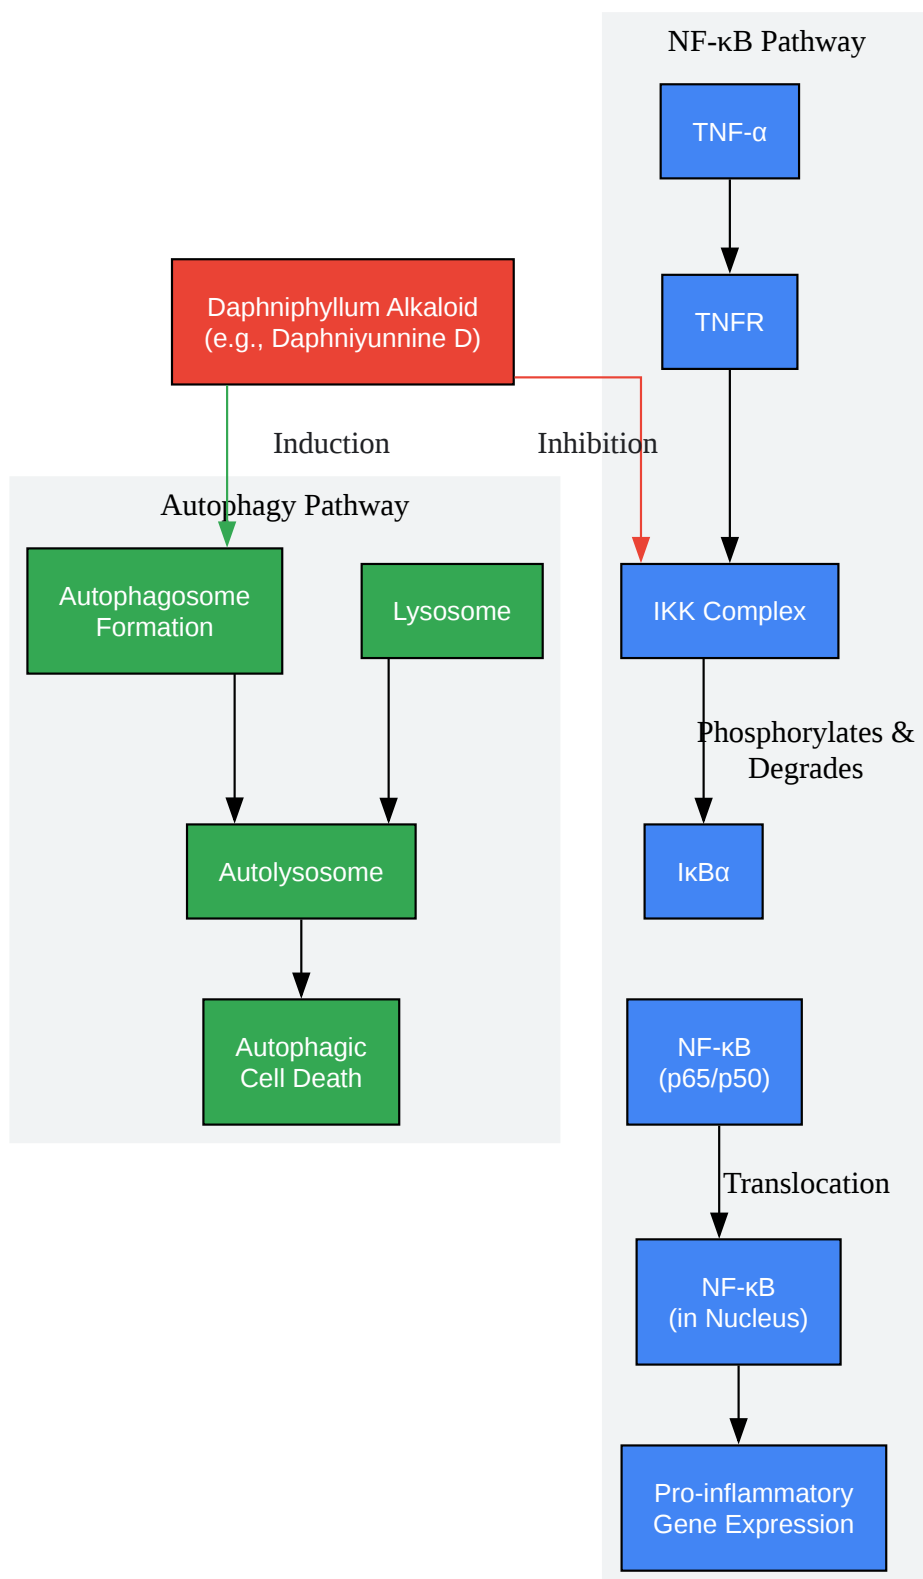 NF-κB Pathway
TNF-α
TNFR
Daphniphyllum Alkaloid
(e.g., Daphniyunnine D)
Induction
Inhibition
Autophagy Pathway
Autophagosome
Formation
Lysosome
IKK Complex
Phosphorylates &
Degrades
Autolysosome
IκBα
Autophagic
Cell Death
NF-κB
(p65/p50)
Translocation
NF-κB
(in Nucleus)
Pro-inflammatory
Gene Expression